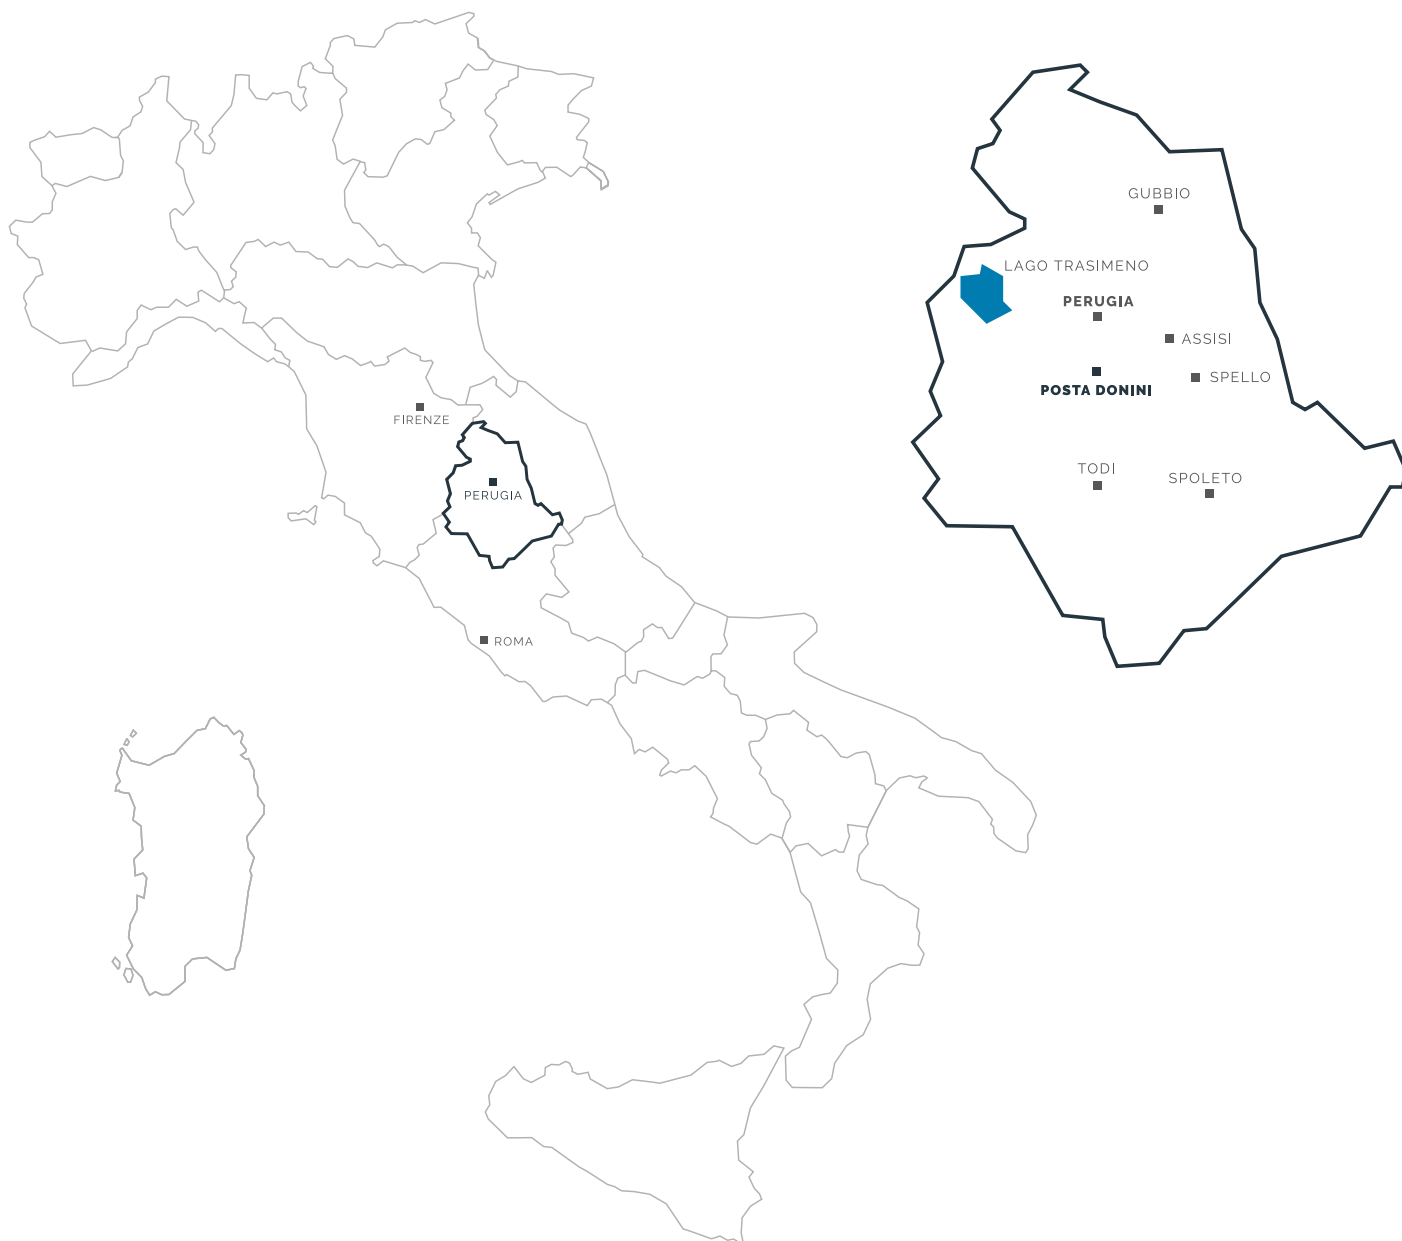 FIRENZE
PERUGIA
ROMA
GUBBIO
LAGO TRASIMENO
PERUGIA
ASSISI
SPELLO
POSTA DONINI
TODI
SPOLETO